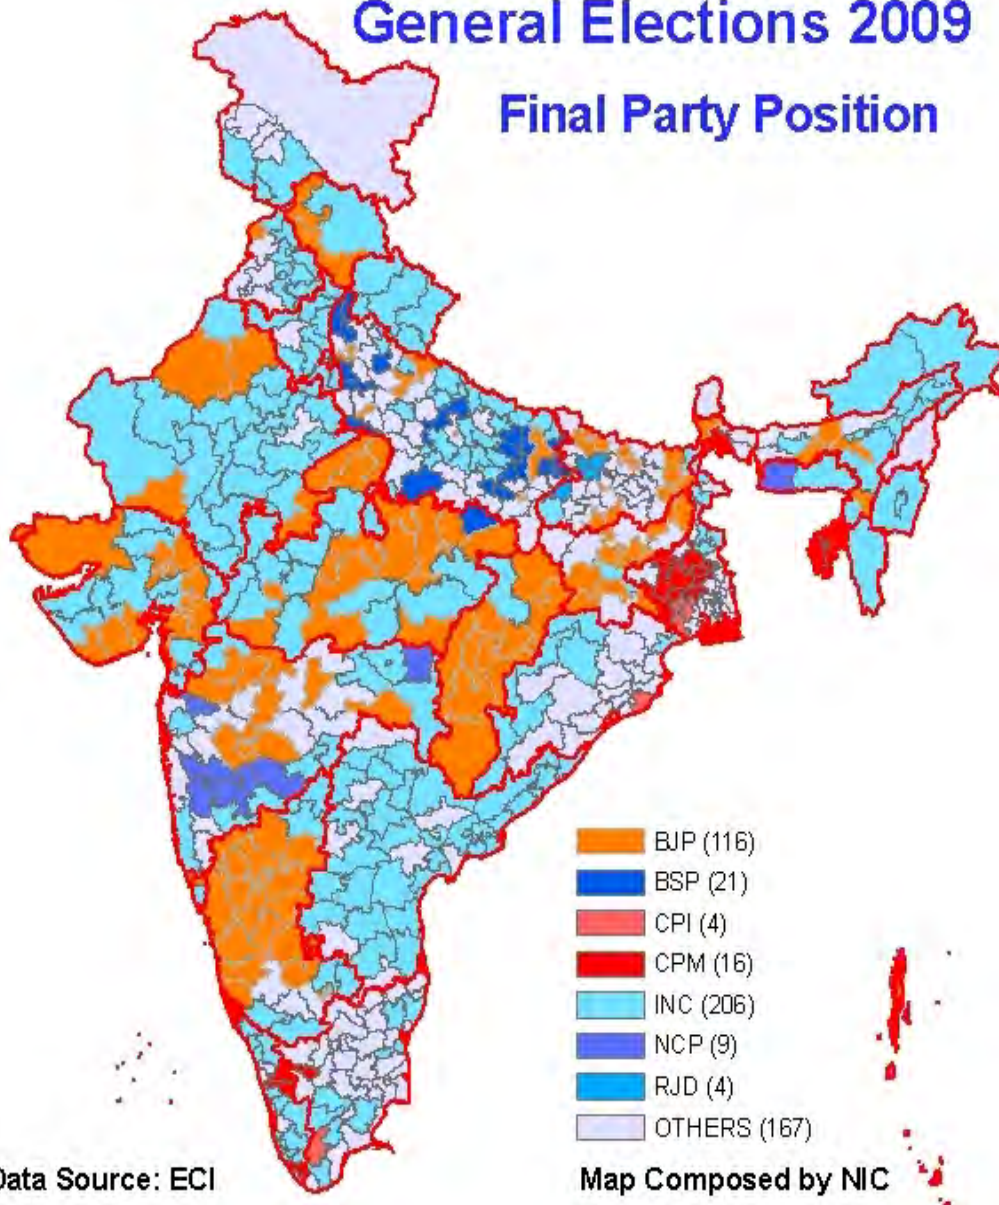 General Elections 2009
Final Party Position
BJP (116)
BSP (21)
CPI (4)
CPM (16)
INC (206)
NCP (9)
RJD (4)
OTHERS (167)
Data Source: ECI
Map Composed by NIC